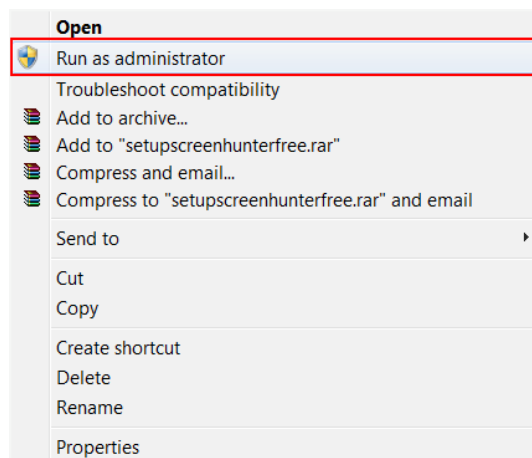 Open
Run as administrator
Troubleshoot compatibility
Add to archive...
Add to "setupscreenhunterfree.rar"
Compress and email...
Compress to "setupscreenhunterfree.rar" and email
Send to
Cut
Copy
Create shortcut
Delete
Rename
Properties